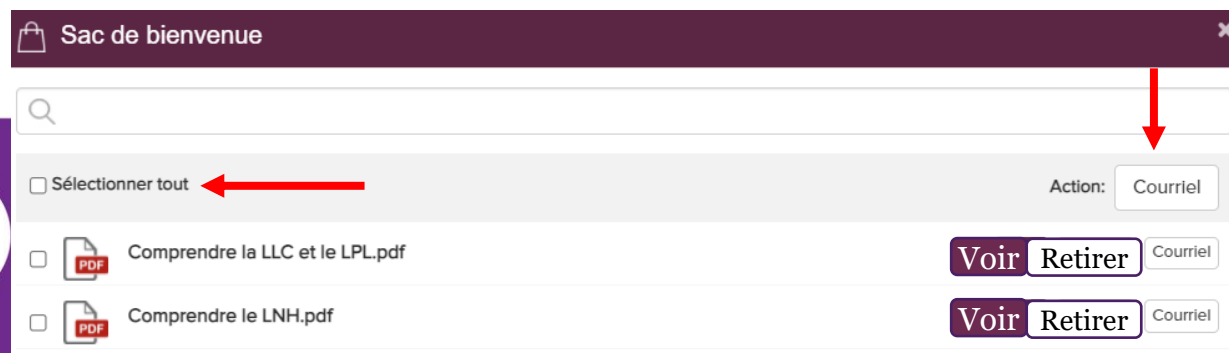 Sac de bienvenue
Sélectionner tout Action: Courriel
PDF Comprendre la LLC et le LPL.pdf Voir Retirer Courriel
PDF Comprendre le LNH.pdf Voir Retirer Courriel